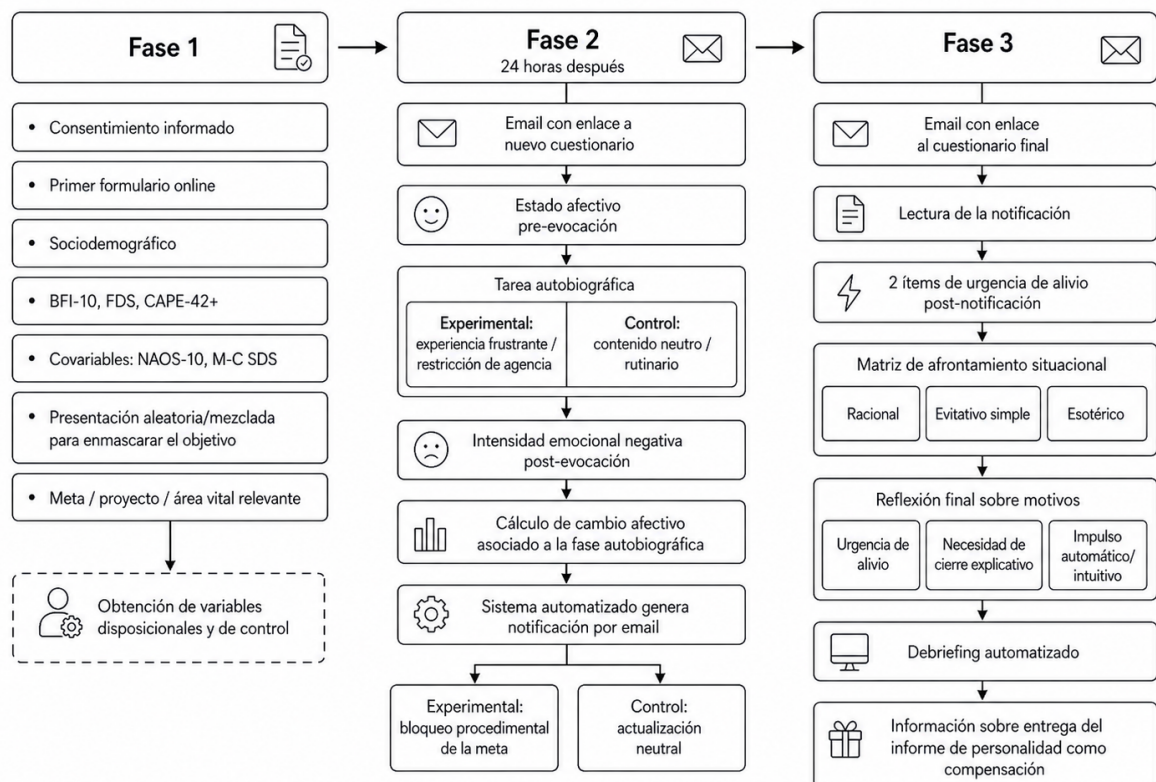 Fase 1
• Consentimiento informado
• Primer formulario online
• Sociodemográfico
• BFI-10, FDS, CAPE-42+
• Covariables: NAOS-10, M-C SDS
• Presentación aleatoria/mezclada
para enmascarar el objetivo
• Meta / proyecto / área vital relevante
Obtención de variables
disposicionales y de control
Fase 2
24 horas después
Email con enlace a
nuevo cuestionario
Estado afectivo
pre-evocación
Tarea autobiográfica
Experimental:
experiencia frustrante /
restricción de agencia
Control:
contenido neutro /
rutinario
Intensidad emocional negativa
post-evocación
Cálculo de cambio afectivo
asociado a la fase autobiográfica
Sistema automatizado genera
notificación por email
Experimental:
bloqueo procedimental
de la meta
Control:
actualización
neutral
Fase 3
Email con enlace
al cuestionario final
Lectura de la notificación
2 ítems de urgencia de alivio
post-notificación
Matriz de afrontamiento situacional
Racional
Evitativo simple
Esotérico
Reflexión final sobre motivos
Urgencia de
alivio
Necesidad de
cierre explicativo
Impulso
automático/
intuitivo
Debriefing automatizado
Información sobre entrega del
informe de personalidad como
compensación